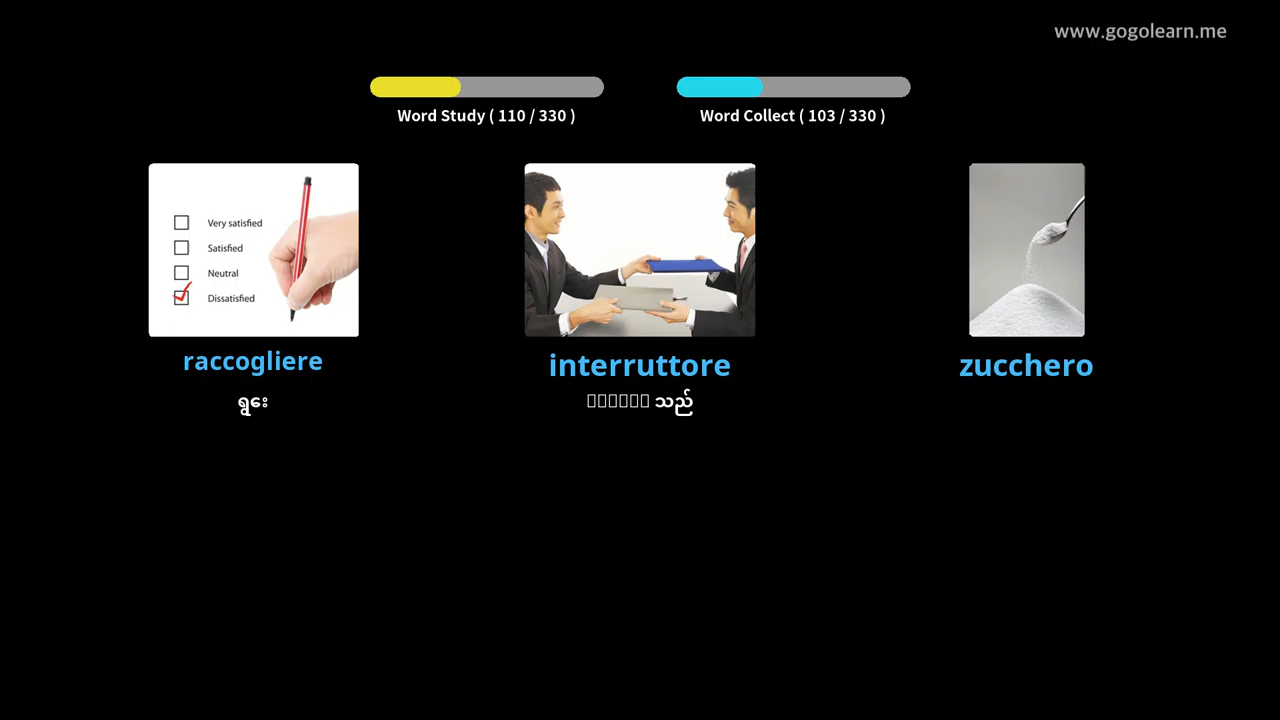 www.gogolearn.me
Word Study ( 110 / 330 )
Word Collect ( 103 / 330 )
Very satisfied
Satisfied
Neutral
Dissatisfied
raccogliere
interruttore
zucchero
ရွေး
သည်